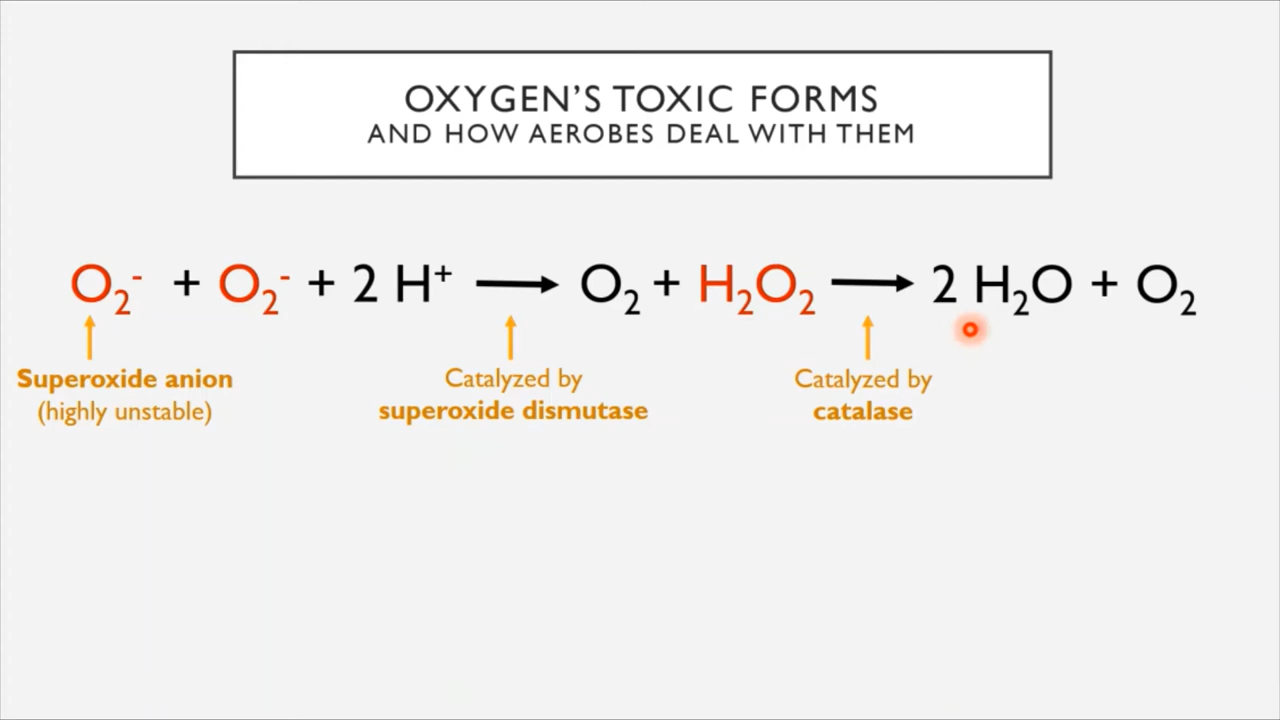 OXYGEN'S TOXIC FORMS
AND HOW AEROBES DEAL WITH THEM
O₂⁻ + O₂⁻ + 2 H⁺ ⟶ O₂ + H₂O₂ ⟶ 2 H₂O + O₂
Superoxide anion
(highly unstable)
Catalyzed by
superoxide dismutase
Catalyzed by
catalase